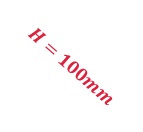 H = 100mm